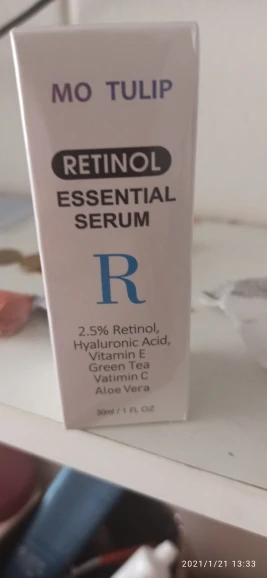 MO TULIP
RETINOL
ESSENTIAL
SERUM
R
2.5% Retinol,
Hyaluronic Acid,
Vitamin E
Green Tea
Vatimin C
Aloe Vera
30ml / 1 FL OZ
2021/1/21 13:33